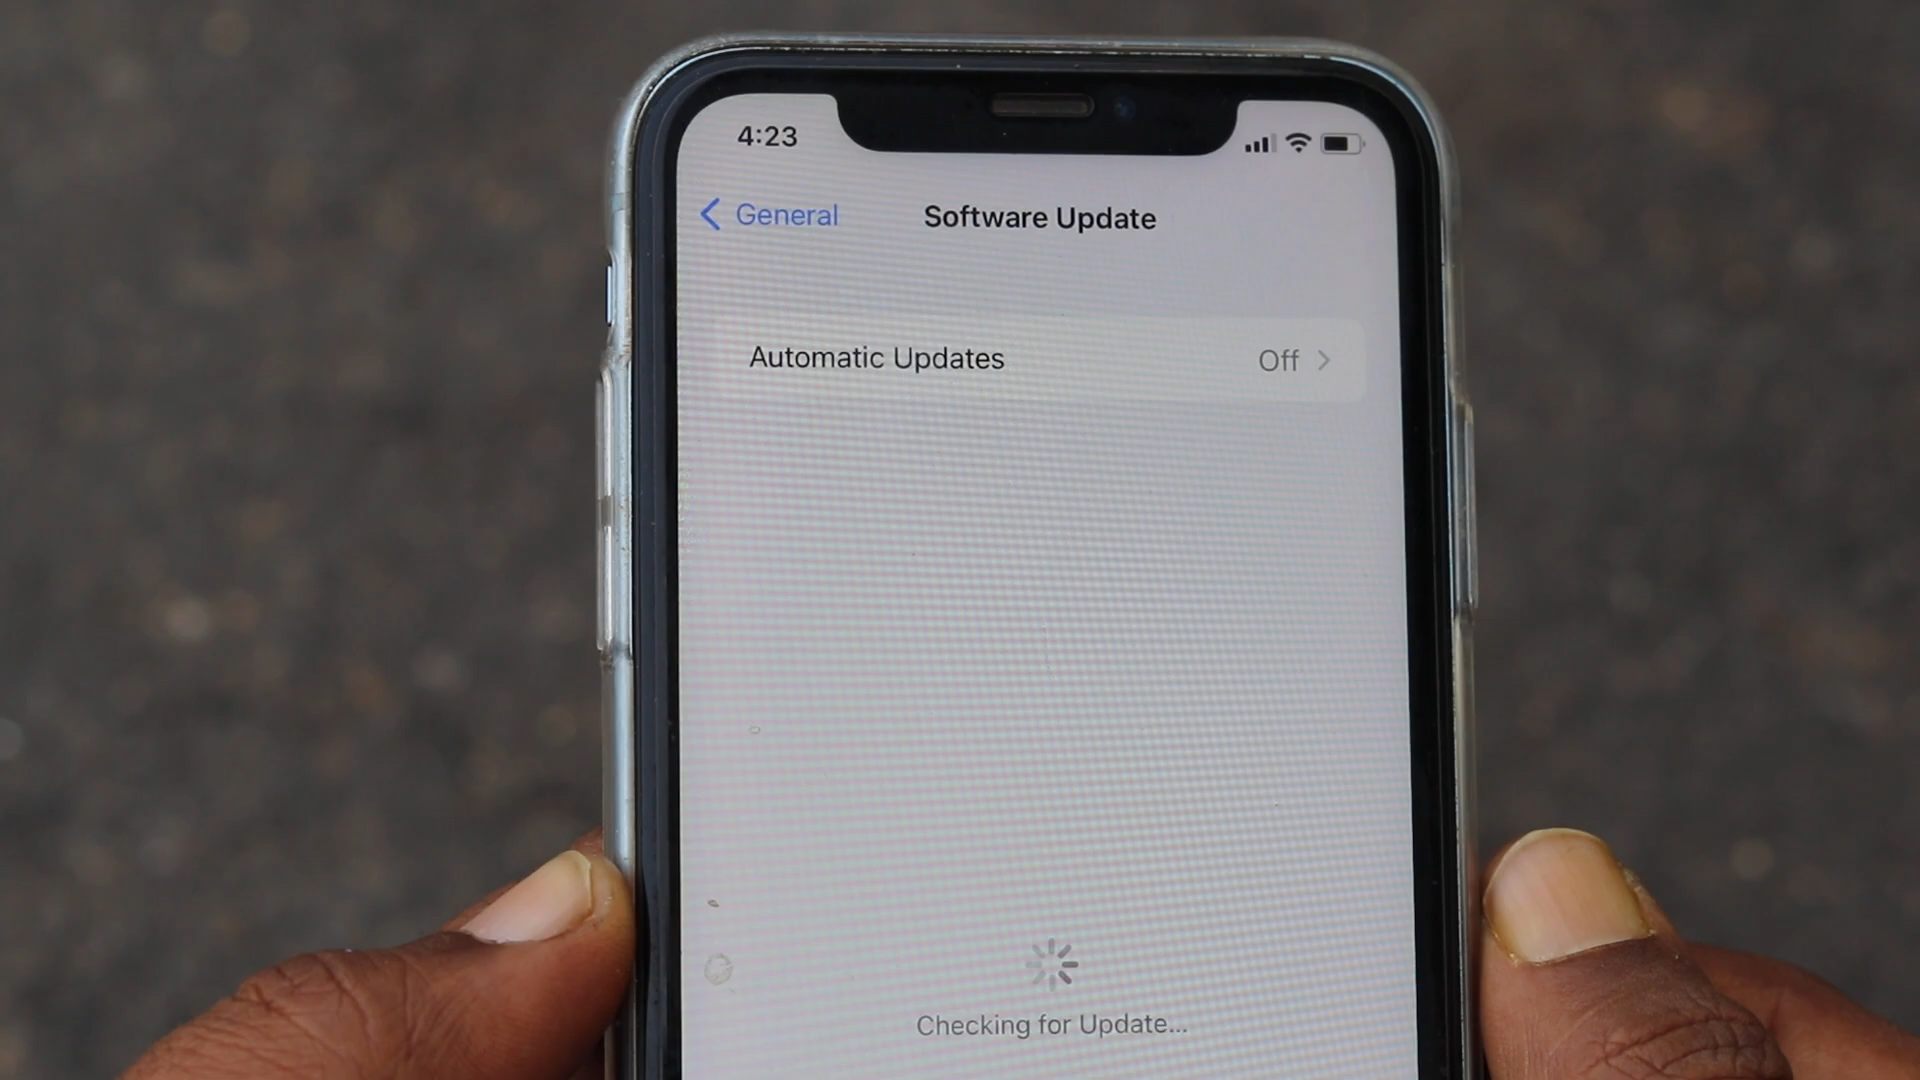 4:23
General
Software Update
Automatic Updates
Off
Checking for Update...